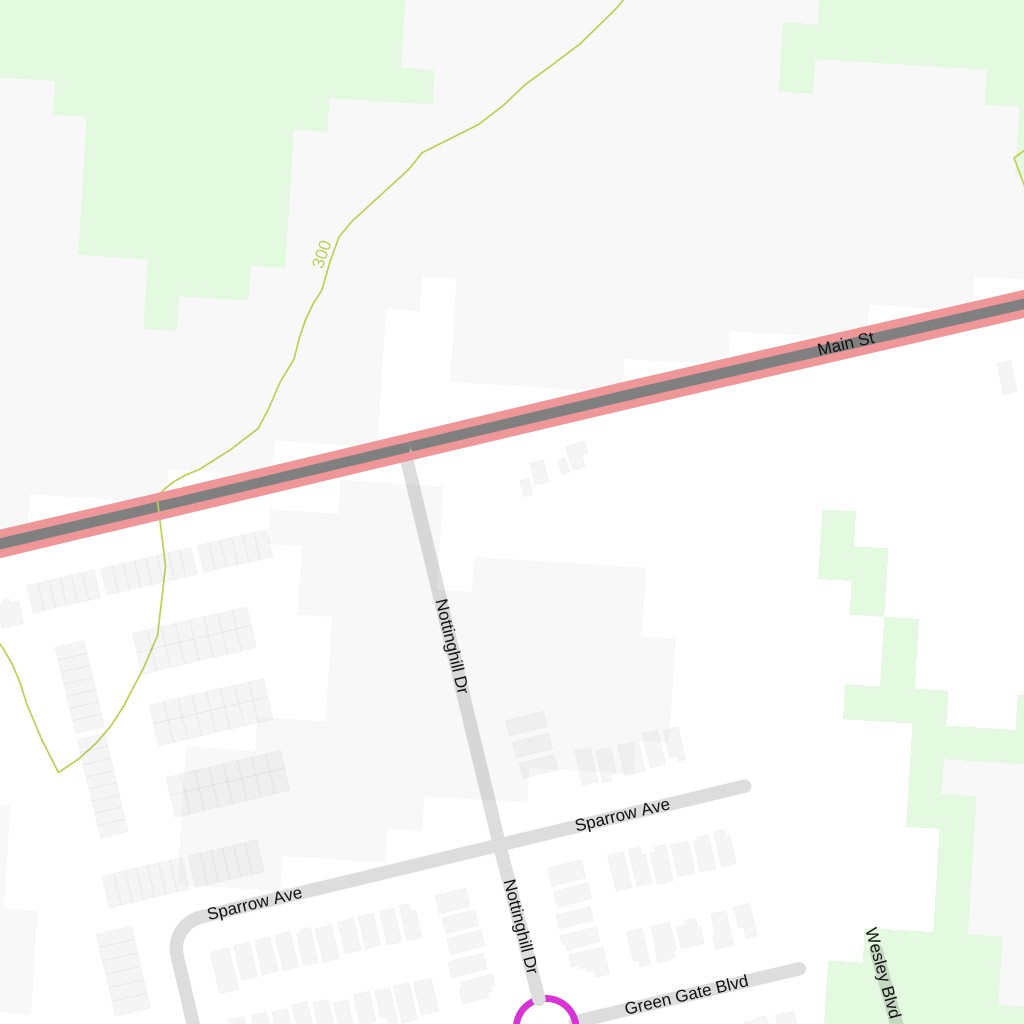 300
Main St
Nottinghill Dr
Sparrow Ave
Sparrow Ave
Nottinghill Dr
Wesley Blvd
Green Gate Blvd